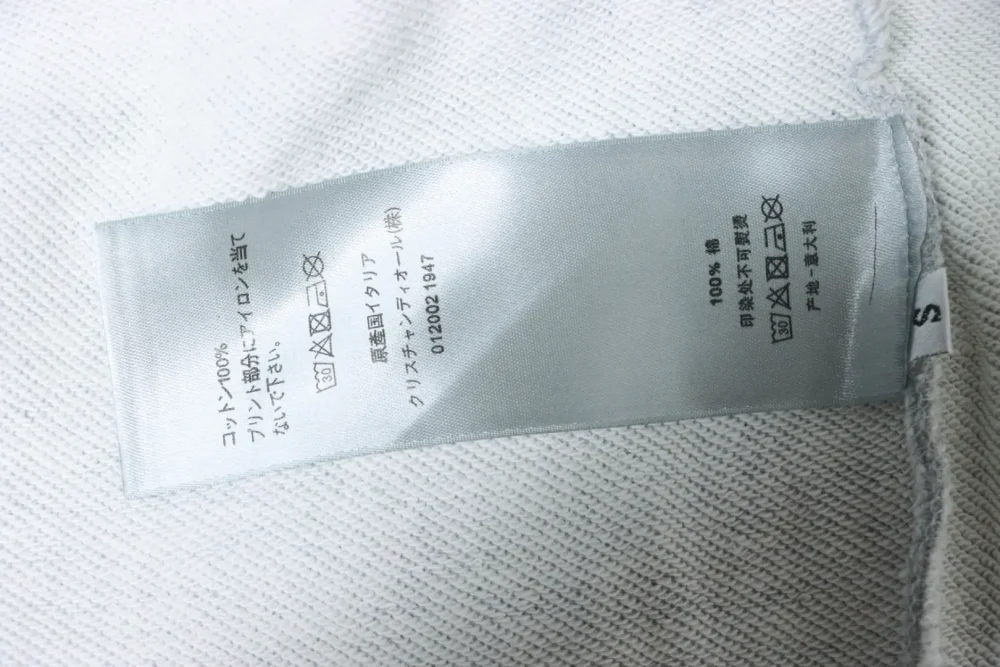 コットン100%
プリント部分にアイロンを当て
ないで下さい。
30
原産国イタリア
クリスチャンディオール(株)
012002 1947
100% 棉
印染处不可熨烫
30
产地-意大利
S